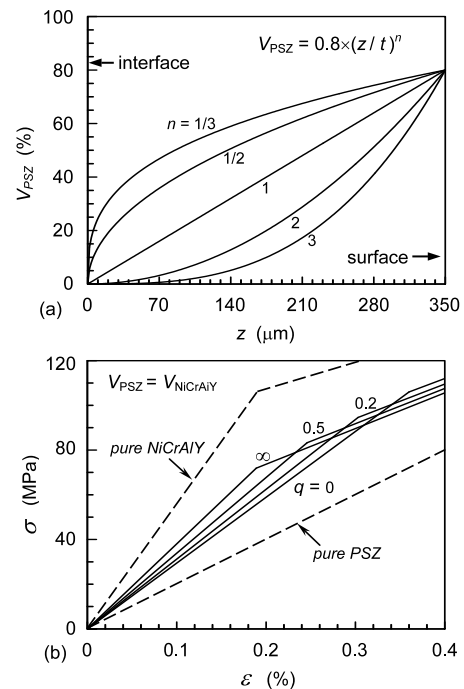 V_PSZ = 0.8×(z / t)^n
interface
n = 1/3
1/2
1
2
3
surface
100
80
60
40
20
0
V_PSZ (%)
0 70 140 210 280 350
(a)
z (μm)
V_PSZ = V_NiCrAiY
pure NiCrAlY
∞
0.5
0.2
q = 0
pure PSZ
120
80
40
0
σ (MPa)
0 0.1 0.2 0.3 0.4
(b)
ε (%)